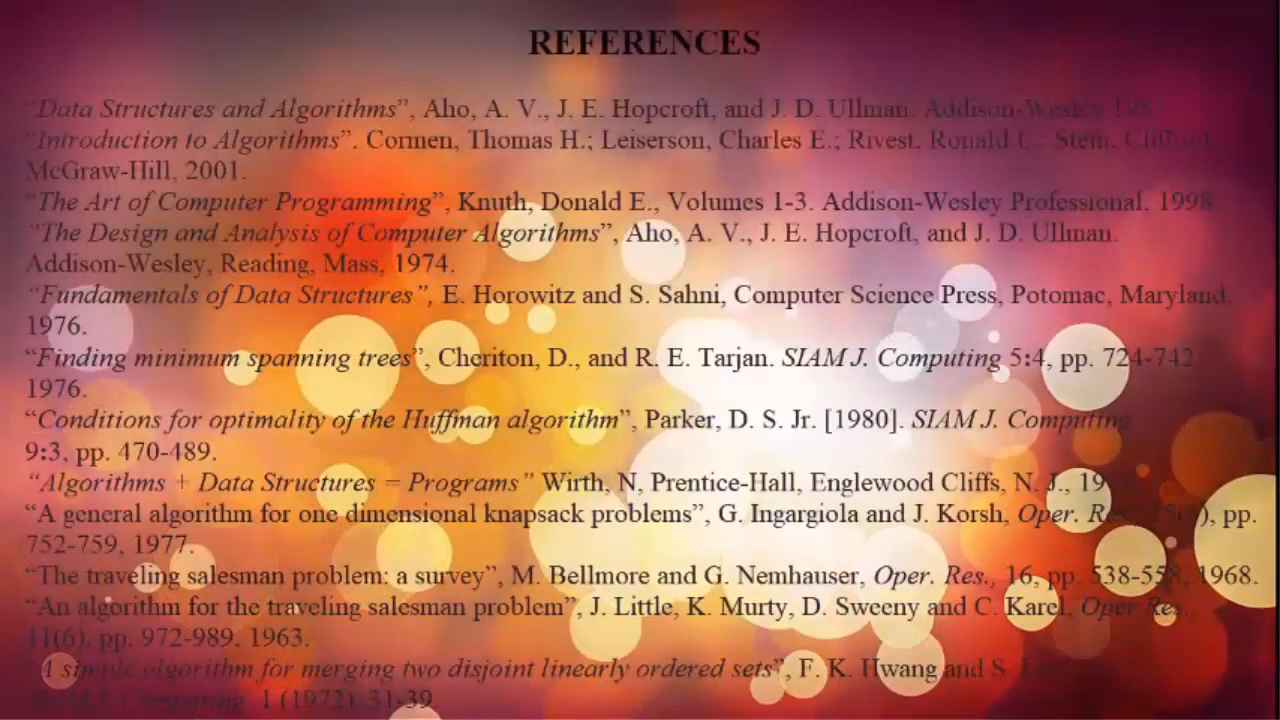 REFERENCES
“Data Structures and Algorithms”, Aho, A. V., J. E. Hopcroft, and J. D. Ullman. Addison-Wesley 1983
“Introduction to Algorithms”. Cormen, Thomas H.; Leiserson, Charles E.; Rivest, Ronald L.; Stein, Clifford
McGraw-Hill, 2001.
“The Art of Computer Programming”, Knuth, Donald E., Volumes 1-3. Addison-Wesley Professional. 1998
“The Design and Analysis of Computer Algorithms”, Aho, A. V., J. E. Hopcroft, and J. D. Ullman.
Addison-Wesley, Reading, Mass, 1974.
“Fundamentals of Data Structures”, E. Horowitz and S. Sahni, Computer Science Press, Potomac, Maryland.
1976.
“Finding minimum spanning trees”, Cheriton, D., and R. E. Tarjan. SIAM J. Computing 5:4, pp. 724-742
1976.
“Conditions for optimality of the Huffman algorithm”, Parker, D. S. Jr. [1980]. SIAM J. Computing
9:3, pp. 470-489.
“Algorithms + Data Structures = Programs” Wirth, N, Prentice-Hall, Englewood Cliffs, N. J.,
“A general algorithm for one dimensional knapsack problems”, G. Ingargiola and J. Korsh, Oper. Res., pp.
752-759, 1977.
“The traveling salesman problem: a survey”, M. Bellmore and G. Nemhauser, Oper. Res., 16, pp. 538-558, 1968.
“An algorithm for the traveling salesman problem”, J. Little, K. Murty, D. Sweeny and C. Karel, Oper Res.,
11(6), pp. 972-989, 1963.
“A simple algorithm for merging two disjoint linearly ordered sets”, F. K. Hwang and S.
Computing 1 (1972), 31-39.